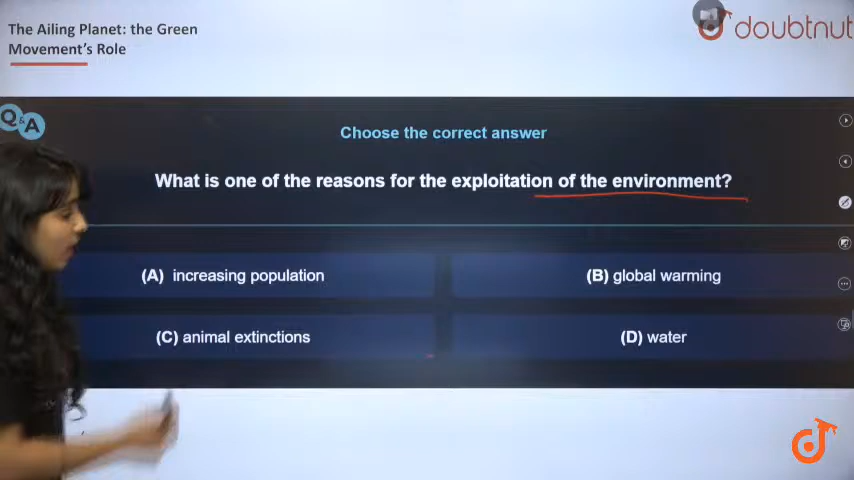 The Ailing Planet: the Green
Movement's Role
doubtnut
Q&A
Choose the correct answer
What is one of the reasons for the exploitation of the environment?
(A) increasing population
(B) global warming
(C) animal extinctions
(D) water